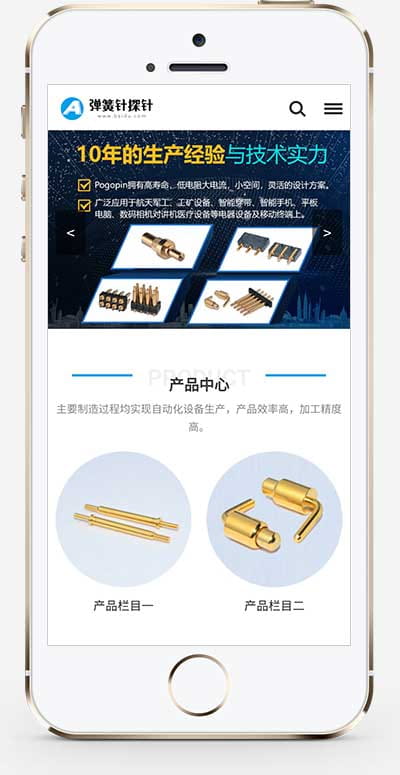 弹簧针探针
www.baidu.com
10年的生产经验与技术实力
Pogopin拥有高寿命、低电阻大电流，小空间，灵活的设计方案。
广泛应用于航天军工、工矿设备、智能穿带、智能手机、平板
电脑、数码相机对讲机医疗设备等电器设备及移动终端上。
<
>
PRODUCT
产品中心
主要制造过程均实现自动化设备生产，产品效率高，加工精度
高。
产品栏目一
产品栏目二